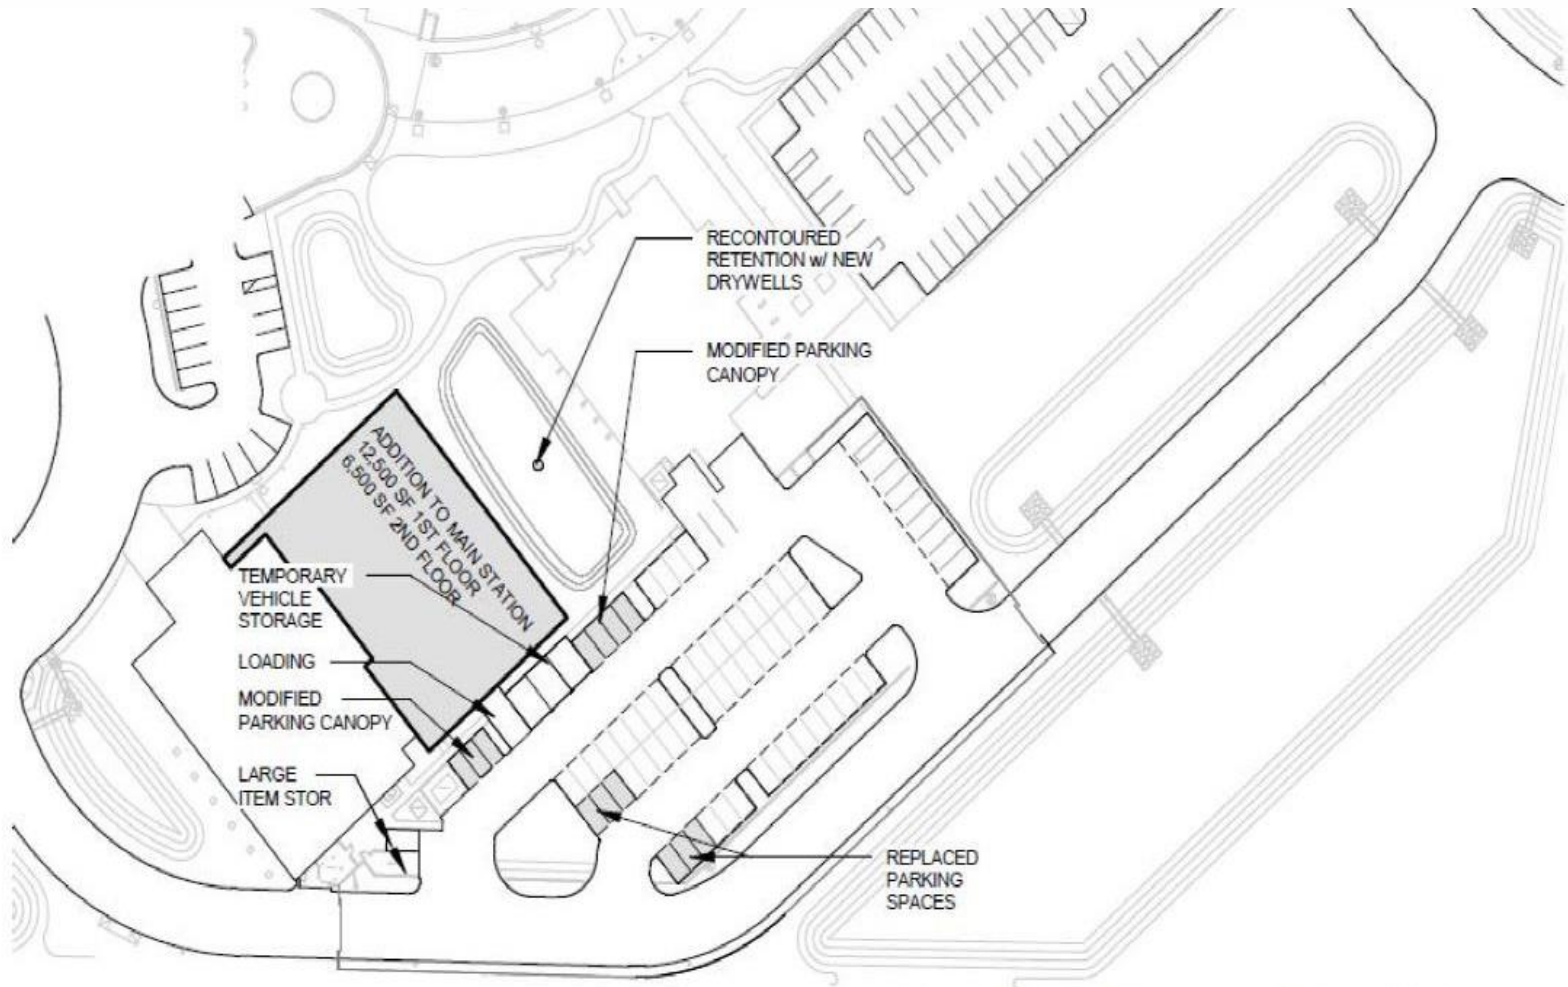 RECONTOURED
RETENTION w/ NEW
DRYWELLS
MODIFIED PARKING
CANOPY
ADDITION TO MAIN STATION
12,500 SF 1ST FLOOR
6,500 SF 2ND FLOOR
TEMPORARY
VEHICLE
STORAGE
LOADING
MODIFIED
PARKING CANOPY
LARGE
ITEM STOR
REPLACED
PARKING
SPACES